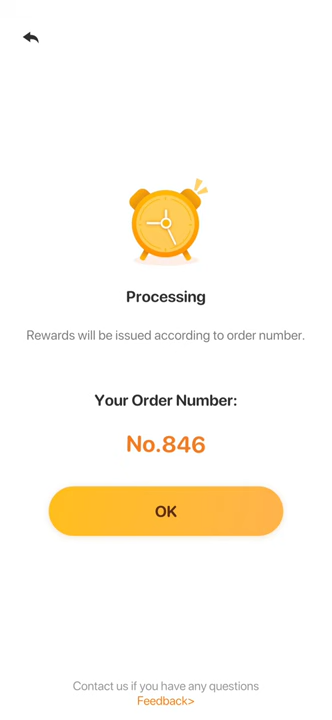 Processing
Rewards will be issued according to order number.
Your Order Number:
No.846
OK
Contact us if you have any questions
Feedback>